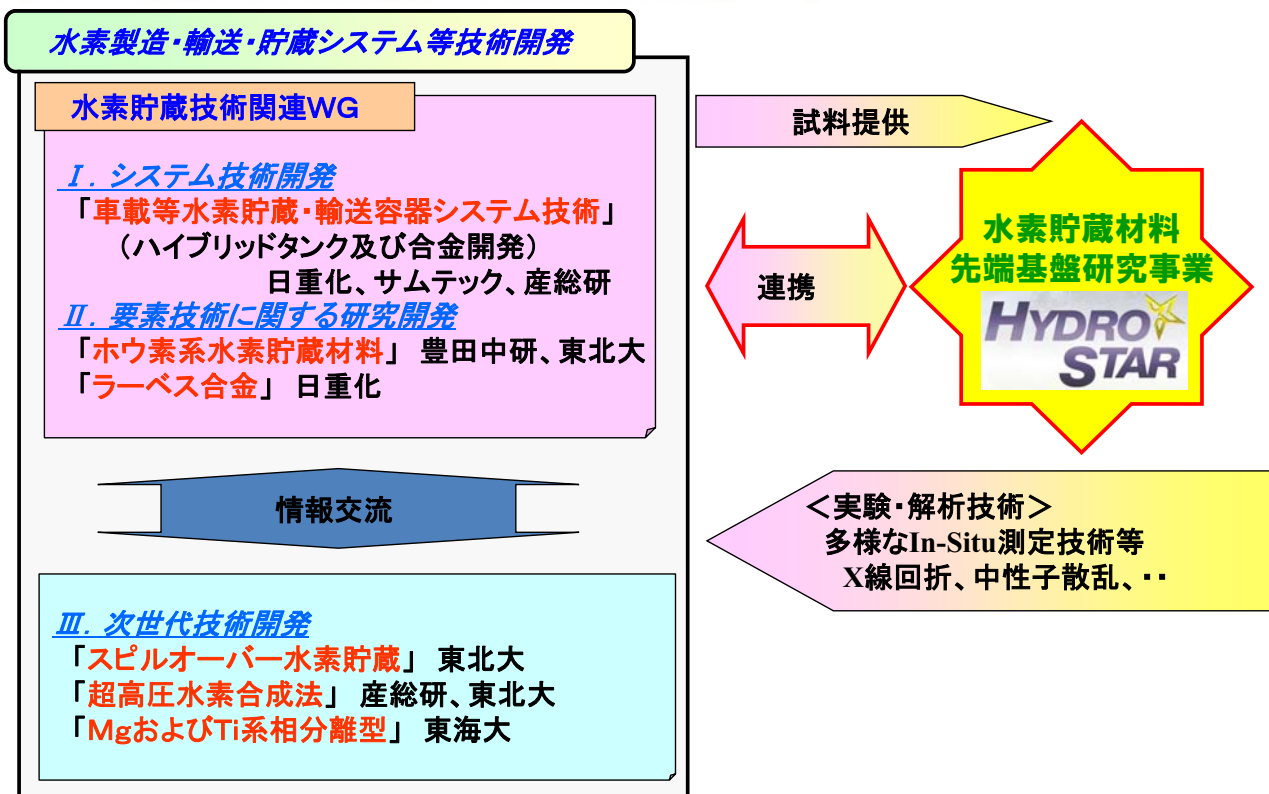 水素製造・輸送・貯蔵システム等技術開発
水素貯蔵技術関連WG
Ⅰ. システム技術開発
「車載等水素貯蔵・輸送容器システム技術」
（ハイブリッドタンク及び合金開発）
日重化、サムテック、産総研
Ⅱ. 要素技術に関する研究開発
「ホウ素系水素貯蔵材料」 豊田中研、東北大
「ラーベス合金」 日重化
情報交流
Ⅲ. 次世代技術開発
「スピルオーバー水素貯蔵」 東北大
「超高圧水素合成法」 産総研、東北大
「MgおよびTi系相分離型」 東海大
試料提供
連携
水素貯蔵材料
先端基盤研究事業
HYDRO
STAR
＜実験・解析技術＞
多様なIn-Situ測定技術等
X線回折、中性子散乱、・・